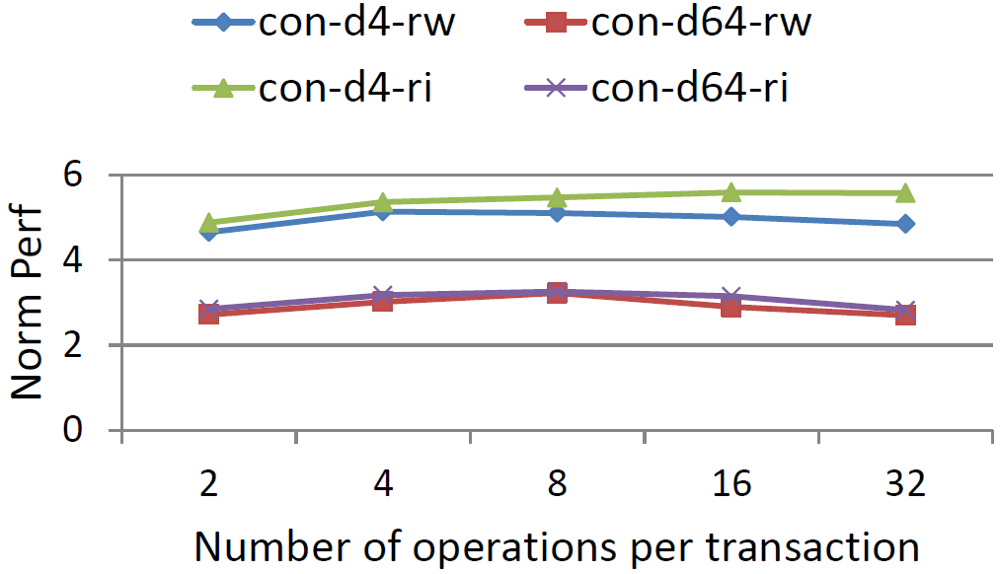 con-d4-rw con-d64-rw
con-d4-ri con-d64-ri
Norm Perf
6
4
2
0
2 4 8 16 32
Number of operations per transaction